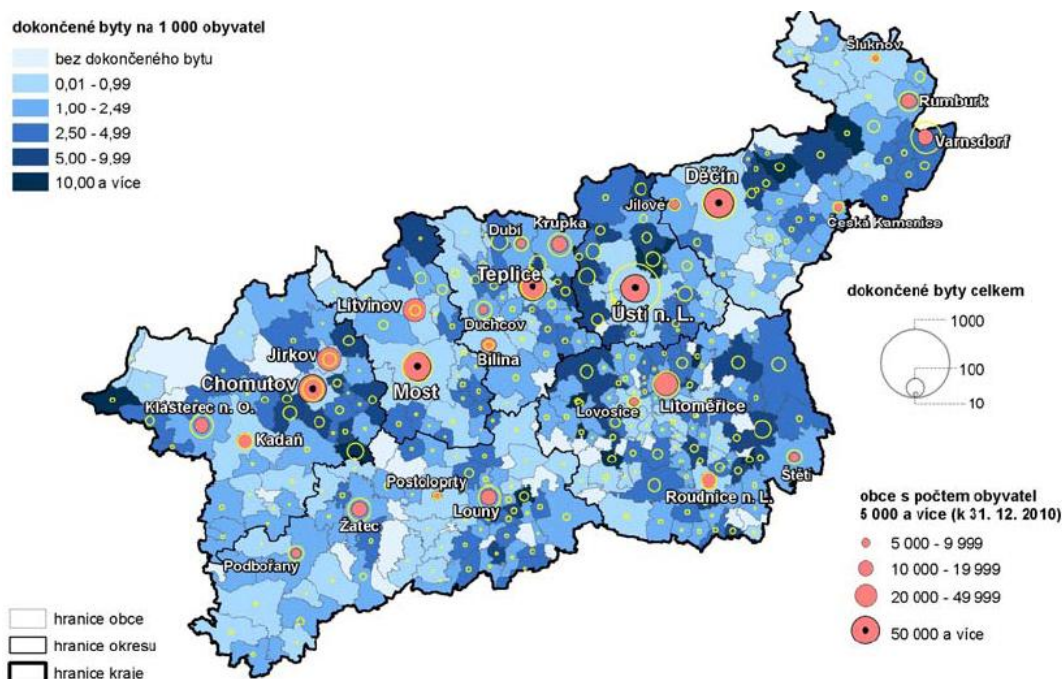 dokončené byty na 1 000 obyvatel
bez dokončeného bytu
0,01 - 0,99
1,00 - 2,49
2,50 - 4,99
5,00 - 9,99
10,00 a více
Šluknov
Rumburk
Varnsdorf
Děčín
Jílové
Česká Kamenice
Krupka
Dubí
Teplice
Ústí n. L.
Litvínov
Duchcov
Bílina
Jirkov
Most
Chomutov
Klášterec n. O.
Kadaň
Lovosice
Litoměřice
Štětí
Roudnice n. L.
Postoloprty
Louny
Žatec
Podbořany
dokončené byty celkem
1000
100
10
obce s počtem obyvatel
5 000 a více (k 31. 12. 2010)
5 000 - 9 999
10 000 - 19 999
20 000 - 49 999
50 000 a více
hranice obce
hranice okresu
hranice kraje